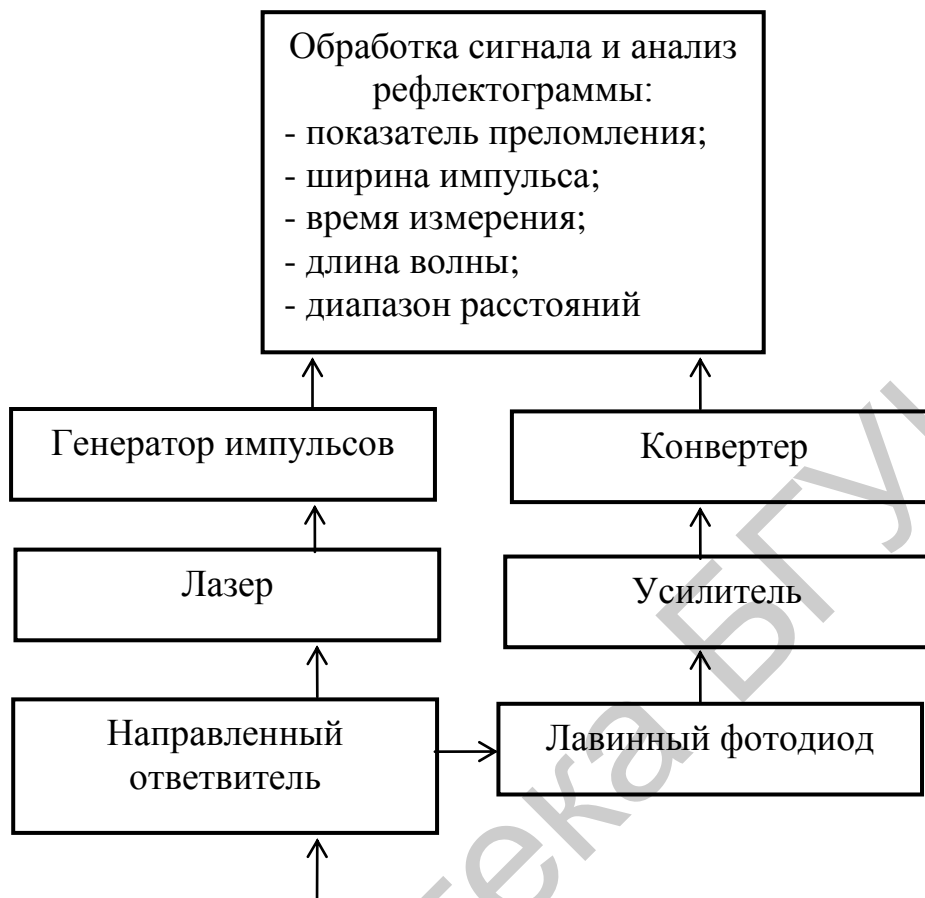 Обработка сигнала и анализ
рефлектограммы:
- показатель преломления;
- ширина импульса;
- время измерения;
- длина волны;
- диапазон расстояний
Генератор импульсов
Конвертер
Лазер
Усилитель
Направленный
ответвитель
Лавинный фотодиод